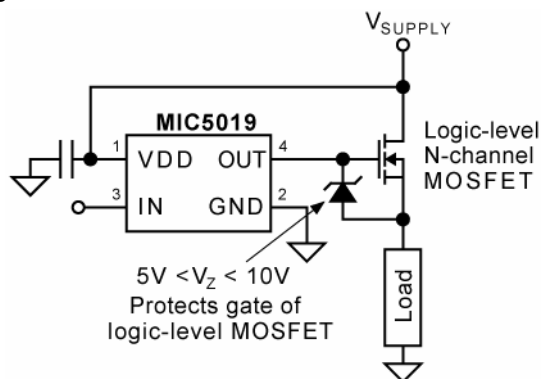 VSUPPLY
MIC5019
1 VDD OUT 4
3 IN GND 2
Logic-level
N-channel
MOSFET
5V <VZ < 10V
Protects gate of
logic-level MOSFET
Load